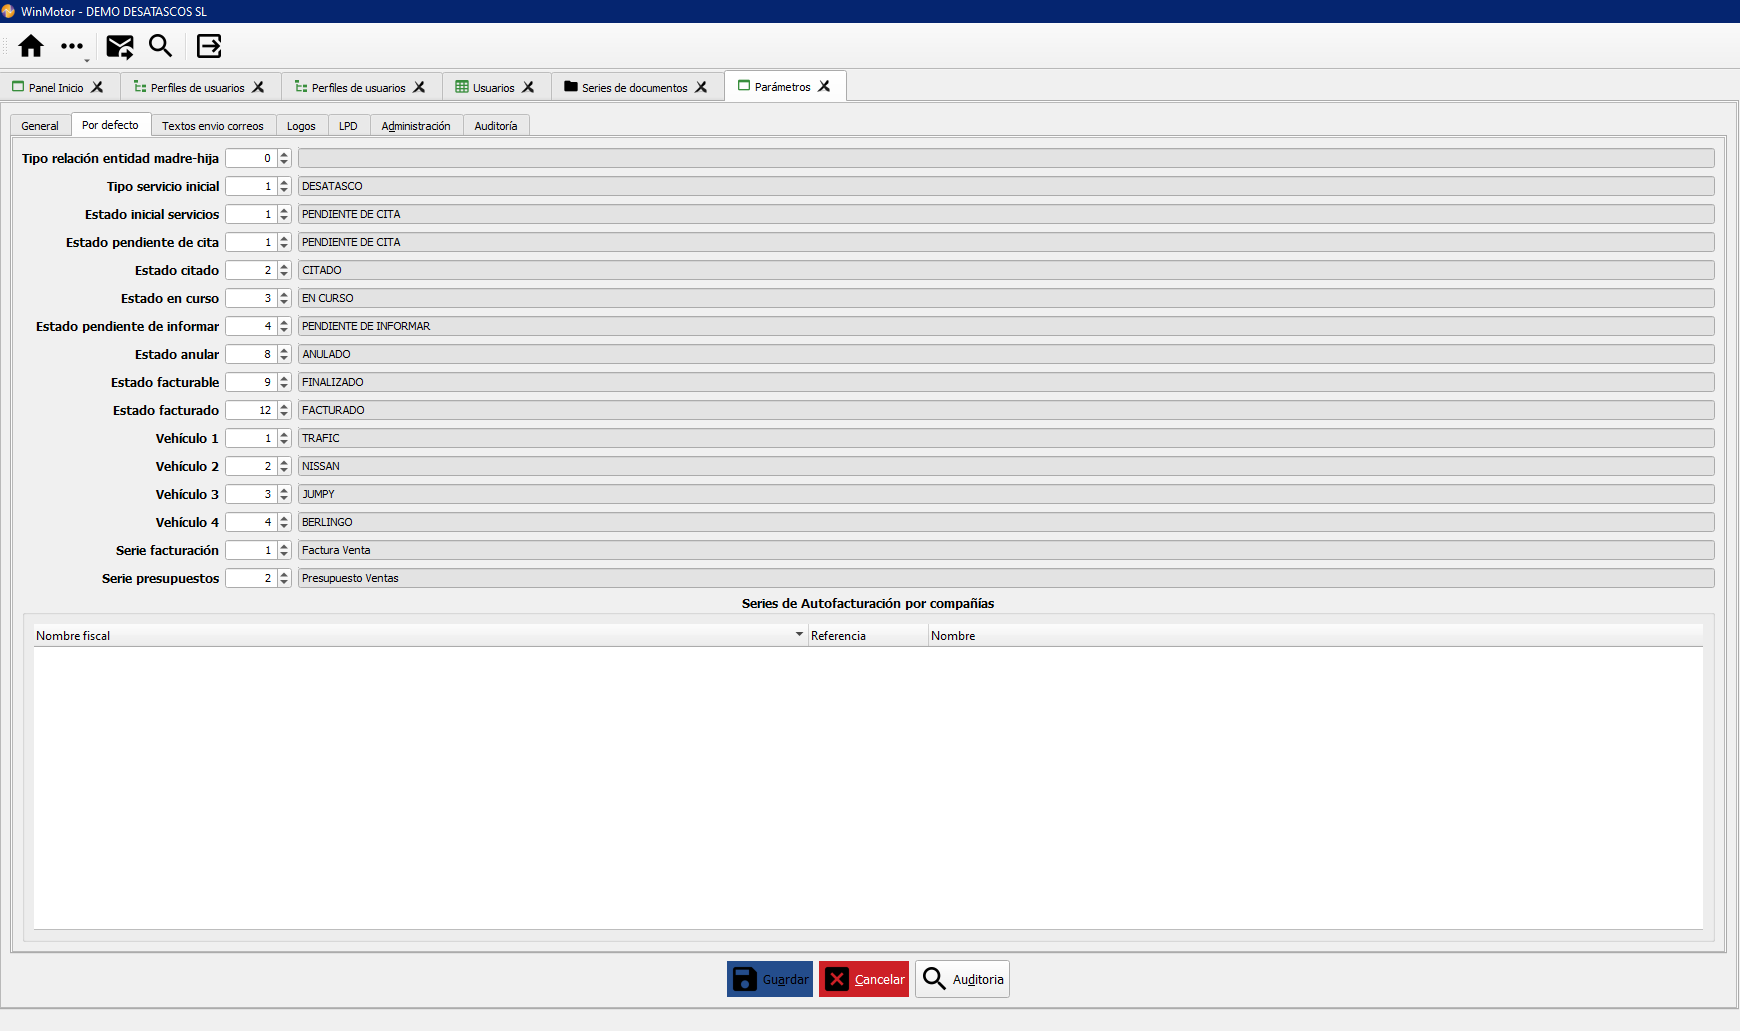 WinMotor - DEMO DESATASCOS SL
Panel Inicio
Perfiles de usuarios
Perfiles de usuarios
Usuarios
Series de documentos
Parámetros
General
Por defecto
Textos envio correos
Logos
LPD
Administración
Auditoría
Tipo relación entidad madre-hija 0
Tipo servicio inicial 1 DESATASCO
Estado inicial servicios 1 PENDIENTE DE CITA
Estado pendiente de cita 1 PENDIENTE DE CITA
Estado citado 2 CITADO
Estado en curso 3 EN CURSO
Estado pendiente de informar 4 PENDIENTE DE INFORMAR
Estado anular 8 ANULADO
Estado facturable 9 FINALIZADO
Estado facturado 12 FACTURADO
Vehículo 1 1 TRAFIC
Vehículo 2 2 NISSAN
Vehículo 3 3 JUMPY
Vehículo 4 4 BERLINGO
Serie facturación 1 Factura Venta
Serie presupuestos 2 Presupuesto Ventas
Series de Autofacturación por compañías
Nombre fiscal Referencia Nombre
Guardar
Cancelar
Auditoria